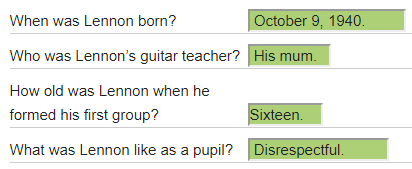 When was Lennon born? October 9, 1940.
Who was Lennon's guitar teacher? His mum.
How old was Lennon when he
formed his first group? Sixteen.
What was Lennon like as a pupil? Disrespectful.